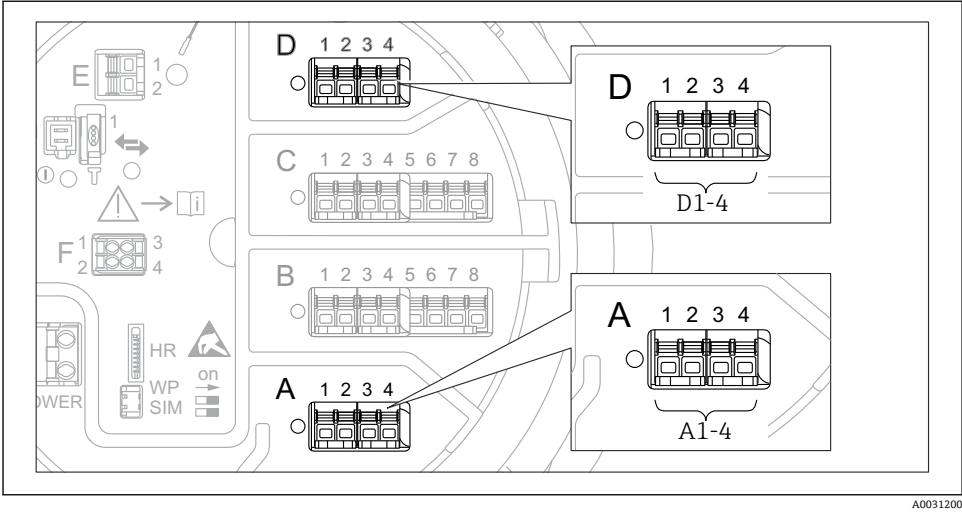 D 1 2 3 4
E 1
2
D 1 2 3 4
D1-4
1
C 1 2 3 4 5 6 7 8
i
F 1 3
2 4
B 1 2 3 4 5 6 7 8
A 1 2 3 4
A1-4
HR
WP on
SIM
OWER
A 1 2 3 4
A0031200